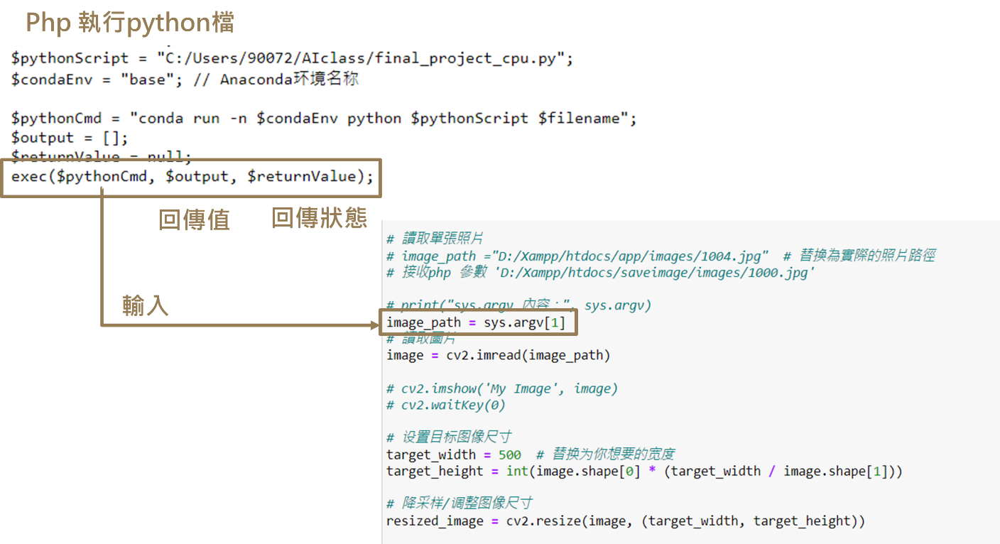 Php 執行python檔
$pythonScript = "C:/Users/90072/AIclass/final_project_cpu.py";
$condaEnv = "base"; // Anaconda环境名称
$pythonCmd = "conda run -n $condaEnv python $pythonScript $filename";
$output = [];
$returnValue = null;
exec($pythonCmd, $output, $returnValue);
回傳值
回傳狀態
輸入
# 讀取單張照片
# image_path ="D:/Xampp/htdocs/app/images/1004.jpg"  # 替換為實際的照片路徑
# 接收php 參數 'D:/Xampp/htdocs/saveimage/images/1000.jpg'
# print("sys.argv 內容：", sys.argv)
image_path = sys.argv[1]
# 讀取圖片
image = cv2.imread(image_path)
# cv2.imshow('My Image', image)
# cv2.waitKey(0)
# 设置目标图像尺寸
target_width = 500  # 替换为你想要的宽度
target_height = int(image.shape[0] * (target_width / image.shape[1]))
# 降采样/调整图像尺寸
resized_image = cv2.resize(image, (target_width, target_height))